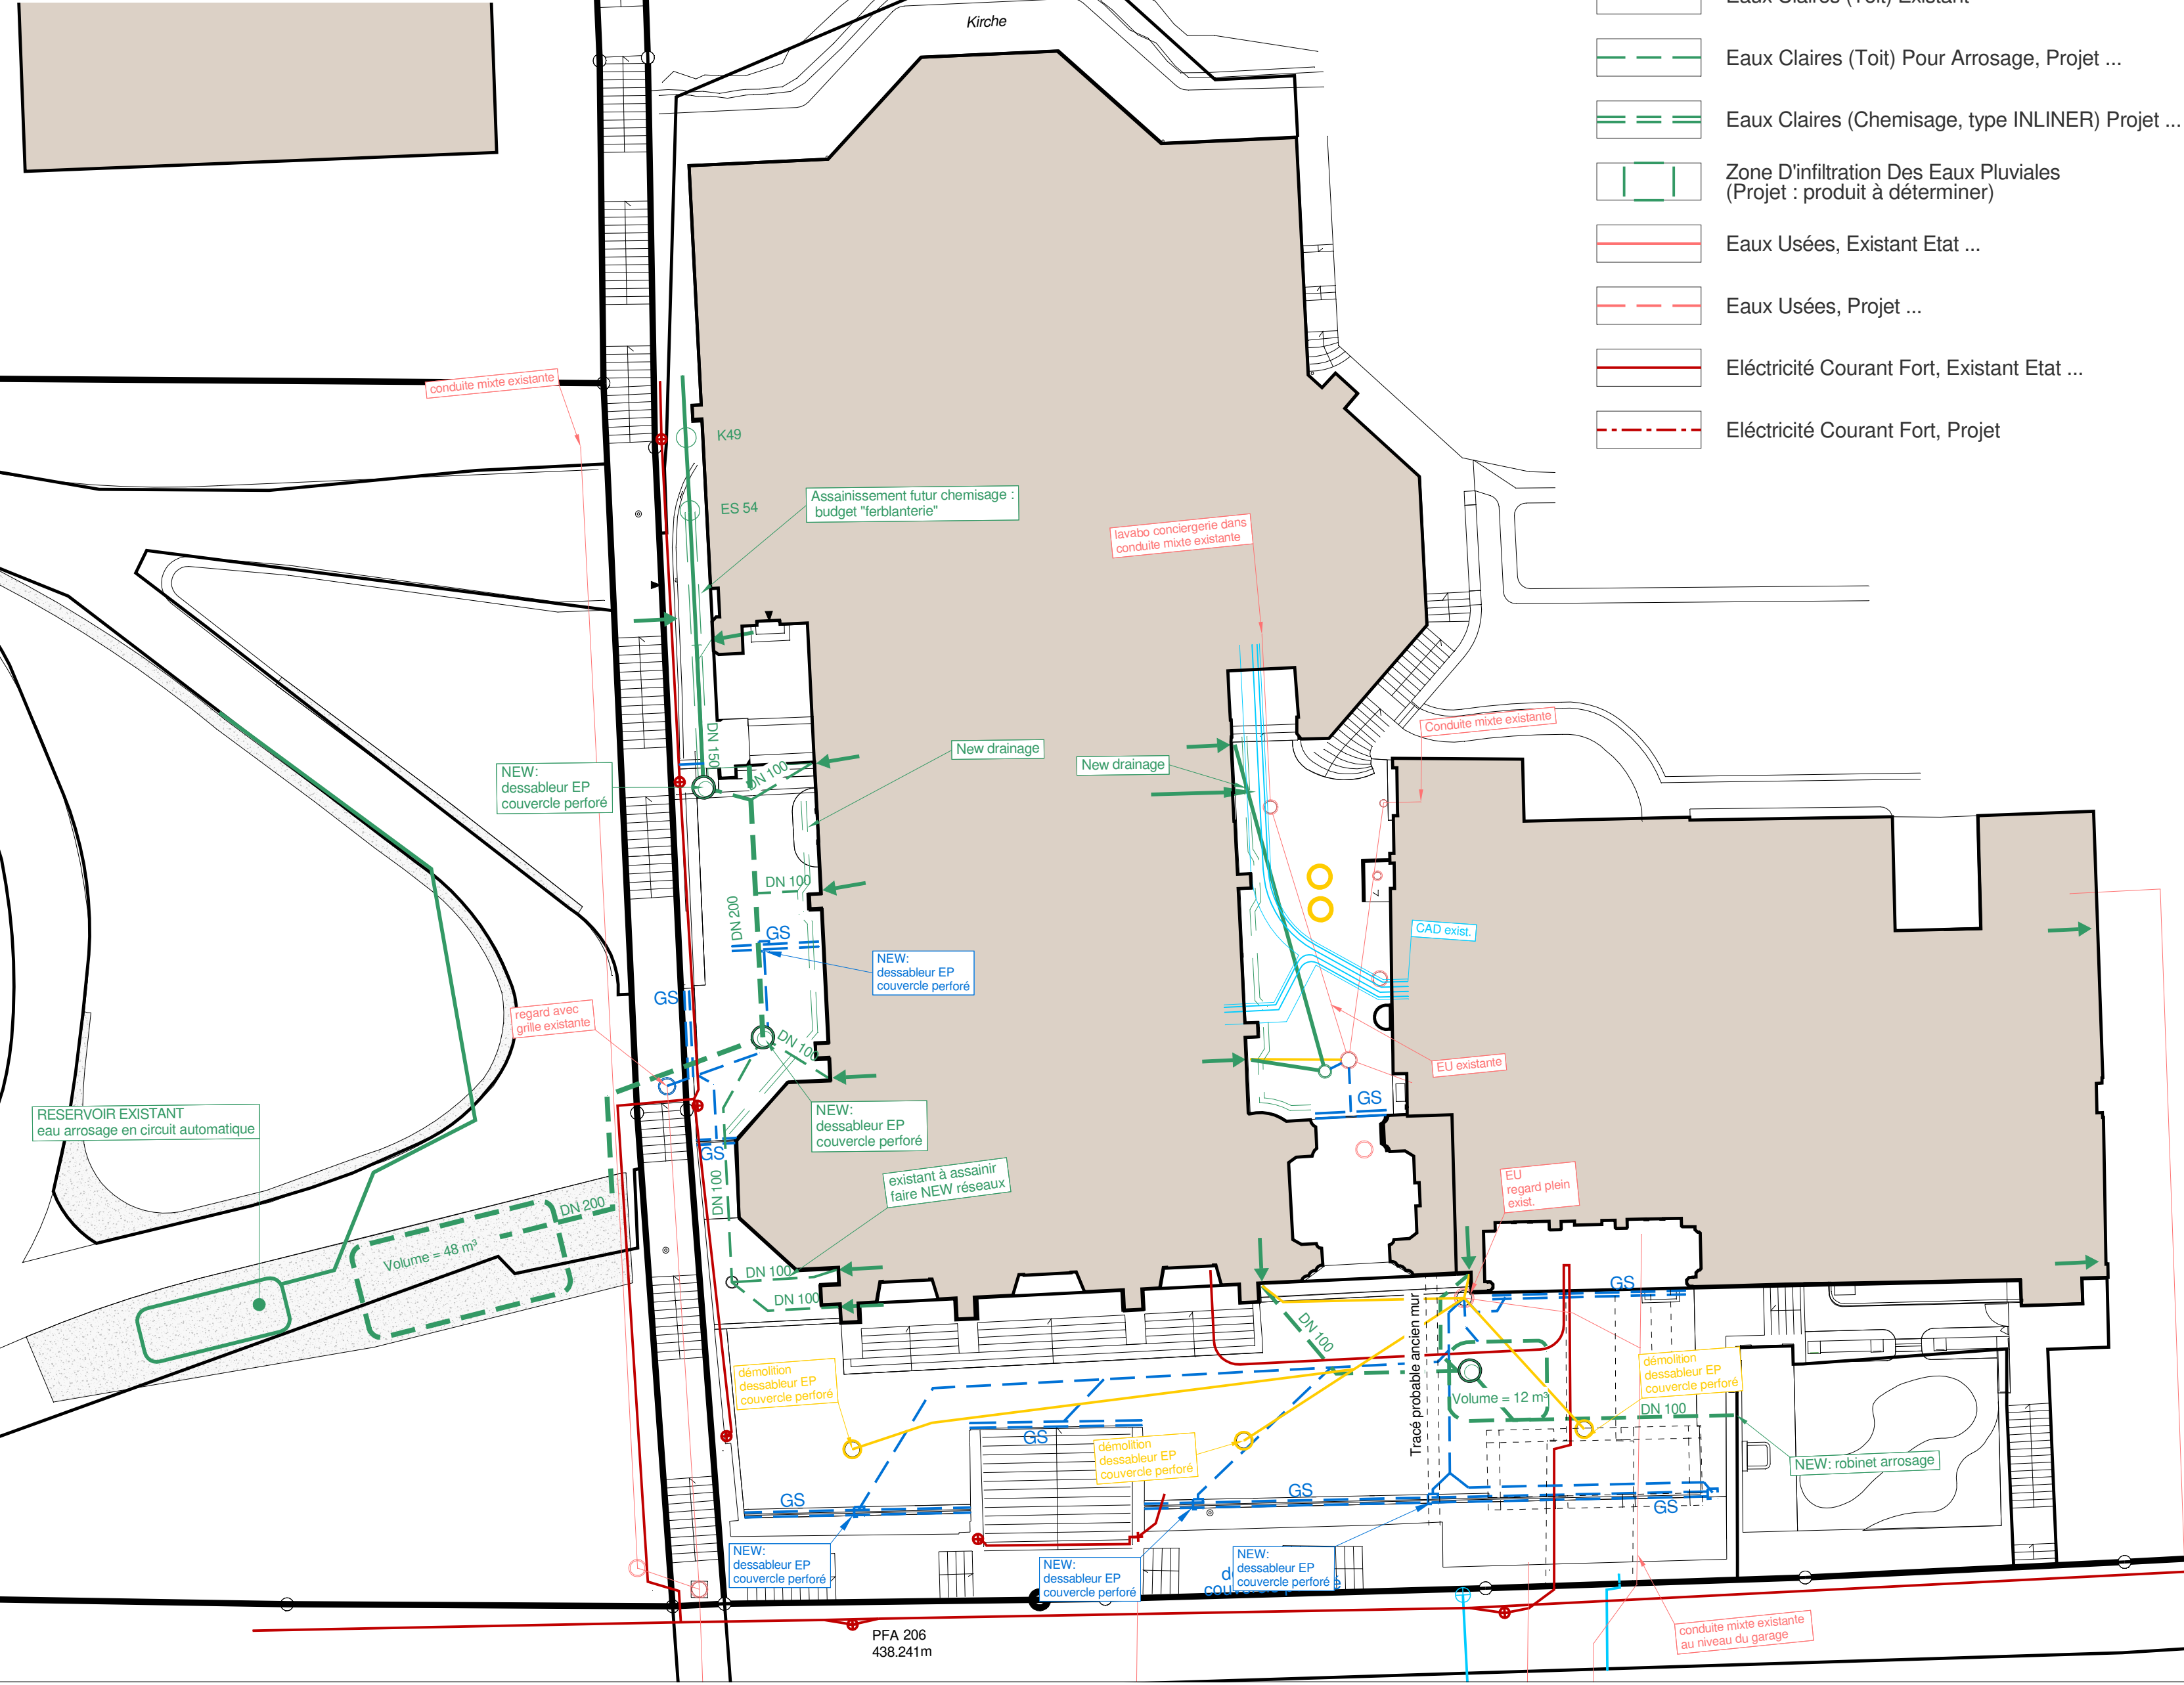 Kirche
Eaux Claires (Toit) Existant
Eaux Claires (Toit) Pour Arrosage, Projet ...
Eaux Claires (Chemisage, type INLINER) Projet ...
Zone D'infiltration Des Eaux Pluviales
(Projet : produit à déterminer)
Eaux Usées, Existant Etat ...
Eaux Usées, Projet ...
Eléctricité Courant Fort, Existant Etat ...
Eléctricité Courant Fort, Projet
conduite mixte existante
K49
ES 54
Assainissement futur chemisage :
budget "ferblanterie"
lavabo conciergerie dans
conduite mixte existante
Conduite mixte existante
DN 150
New drainage
New drainage
NEW:
dessableur EP
couvercle perforé
DN 100
DN 100
DN 200
GS
7
CAD exist.
NEW:
dessableur EP
couvercle perforé
GS
regard avec
grille existante
DN 100
EU existante
GS
RESERVOIR EXISTANT
eau arrosage en circuit automatique
NEW:
dessableur EP
couvercle perforé
GS
DN 100
existant à assainir
faire NEW réseaux
EU
regard plein
exist.
DN 200
Volume = 48 m³
DN 100
DN 100
GS
DN 100
Tracé probable ancien mur
démolition
dessableur EP
couvercle perforé
démolition
dessableur EP
couvercle perforé
Volume = 12 m³
DN 100
GS
démolition
dessableur EP
couvercle perforé
NEW: robinet arrosage
GS
GS
GS
NEW:
dessableur EP
couvercle perforé
NEW:
dessableur EP
couvercle perforé
NEW:
dessableur EP
couvercle perforé
PFA 206
438.241m
conduite mixte existante
au niveau du garage